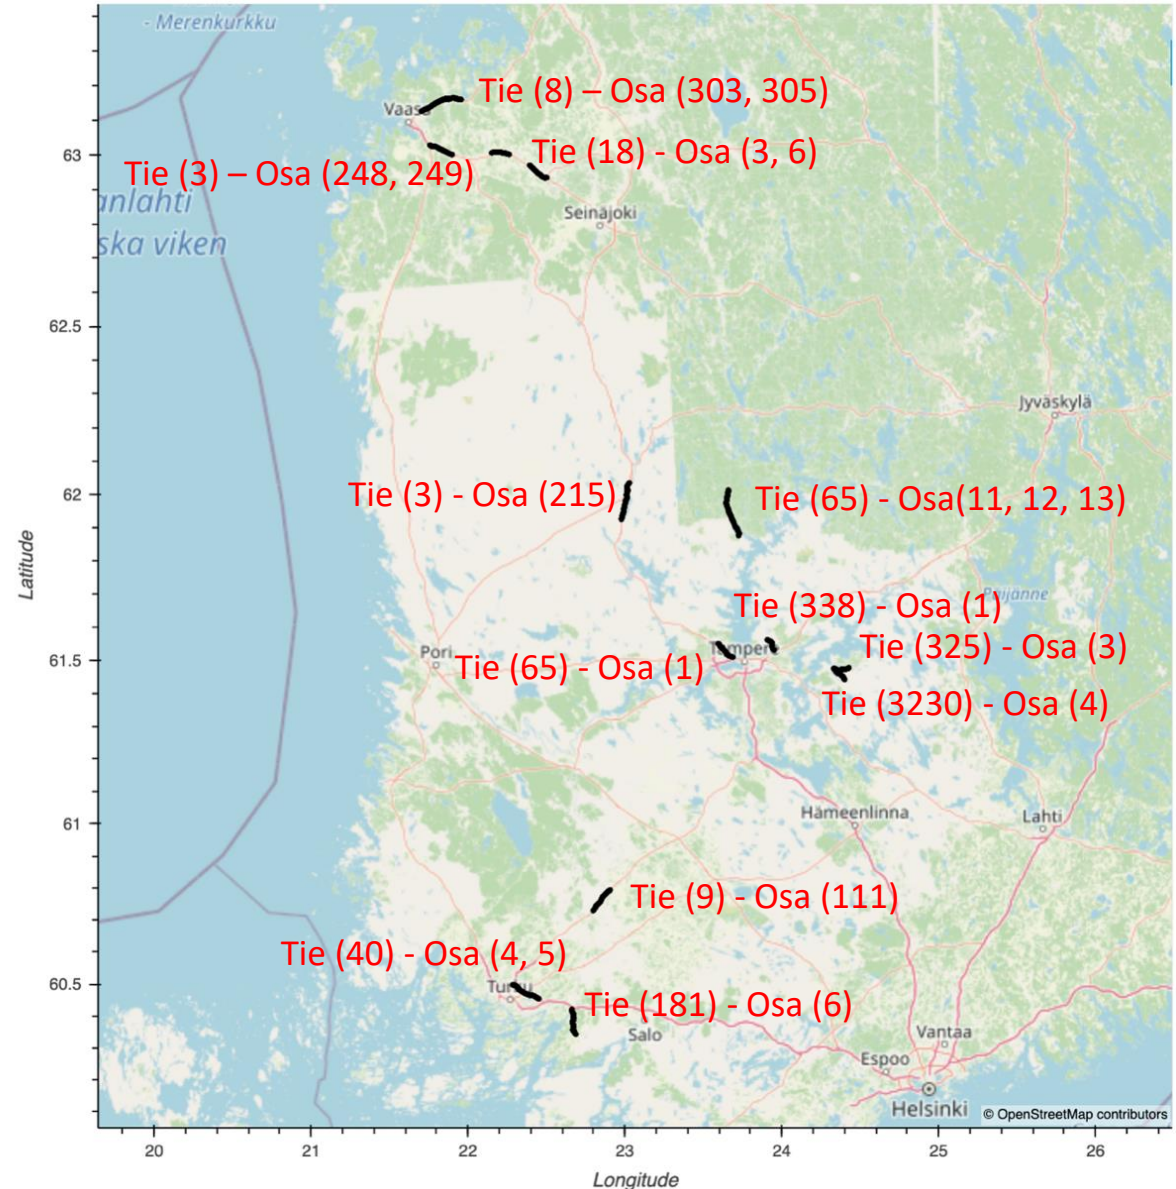 - Merenkurkku
Tie (8) – Osa (303, 305)
Vaasa
Tie (18) - Osa (3, 6)
63
Tie (3) – Osa (248, 249)
anlahti
ska viken
Seinäjoki
62.5
Jyväskylä
62
Tie (3) - Osa (215)
Tie (65) - Osa(11, 12, 13)
Latitude
Päijänne
Tie (338) - Osa (1)
Tie (325) - Osa (3)
61.5
Pori
Tampere
Tie (65) - Osa (1)
Tie (3230) - Osa (4)
61
Hämeenlinna
Lahti
Tie (9) - Osa (111)
Tie (40) - Osa (4, 5)
60.5
Turku
Tie (181) - Osa (6)
Salo
Vantaa
Espoo
Helsinki
© OpenStreetMap contributors
20 21 22 23 24 25 26
Longitude